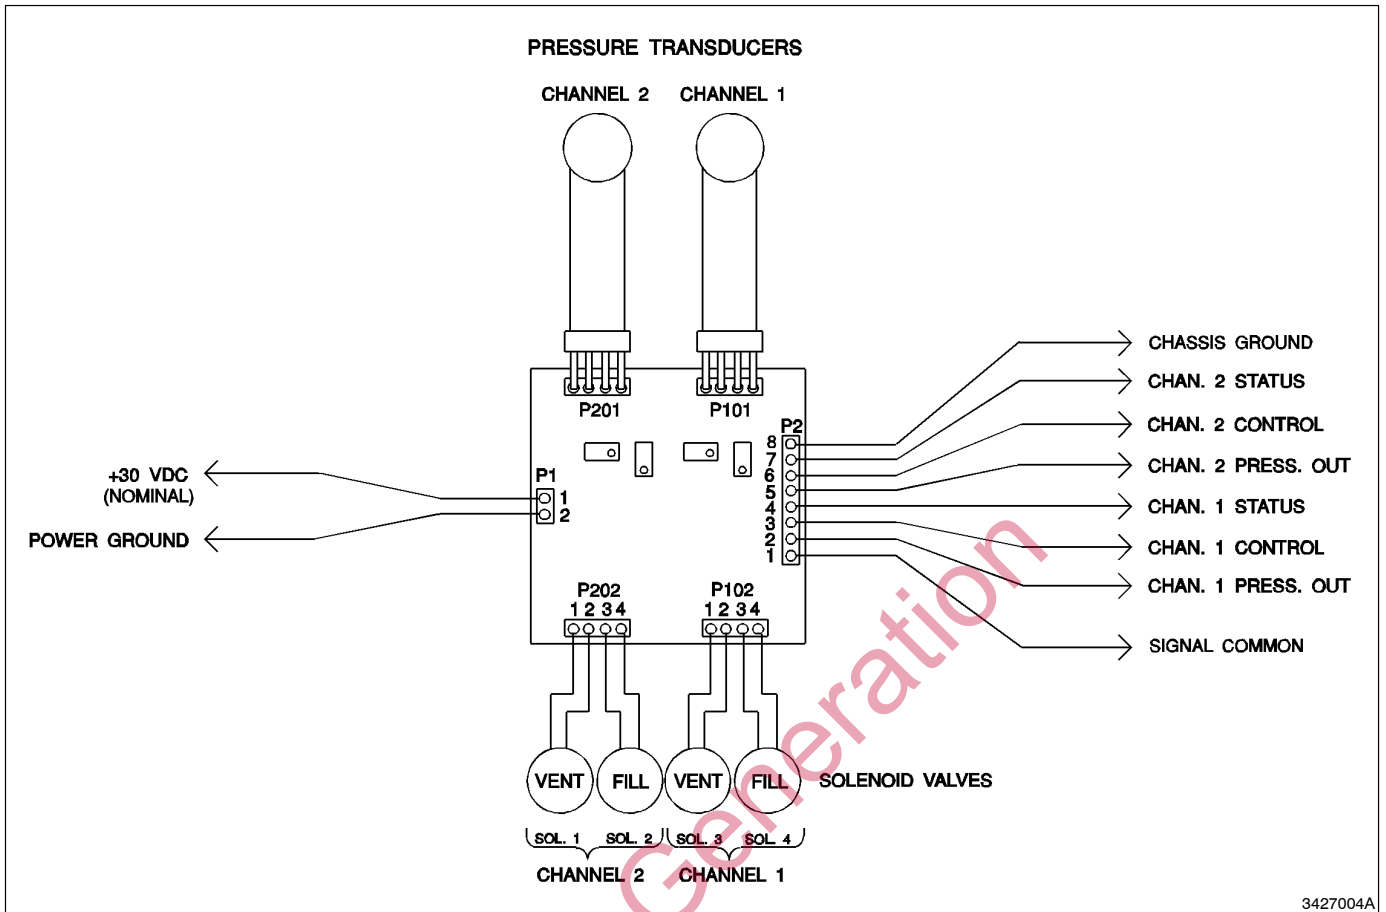 PRESSURE TRANSDUCERS
CHANNEL 2 CHANNEL 1
P201 P101
P2
8
7
6
5
4
3
2
1
CHASSIS GROUND
CHAN. 2 STATUS
CHAN. 2 CONTROL
CHAN. 2 PRESS. OUT
CHAN. 1 STATUS
CHAN. 1 CONTROL
CHAN. 1 PRESS. OUT
SIGNAL COMMON
+30 VDC
(NOMINAL)
POWER GROUND
P1
1
2
P202 P102
1 2 3 4 1 2 3 4
VENT FILL VENT FILL SOLENOID VALVES
SOL. 1 SOL. 2 SOL. 3 SOL. 4
CHANNEL 2 CHANNEL 1
Generation
3427004A